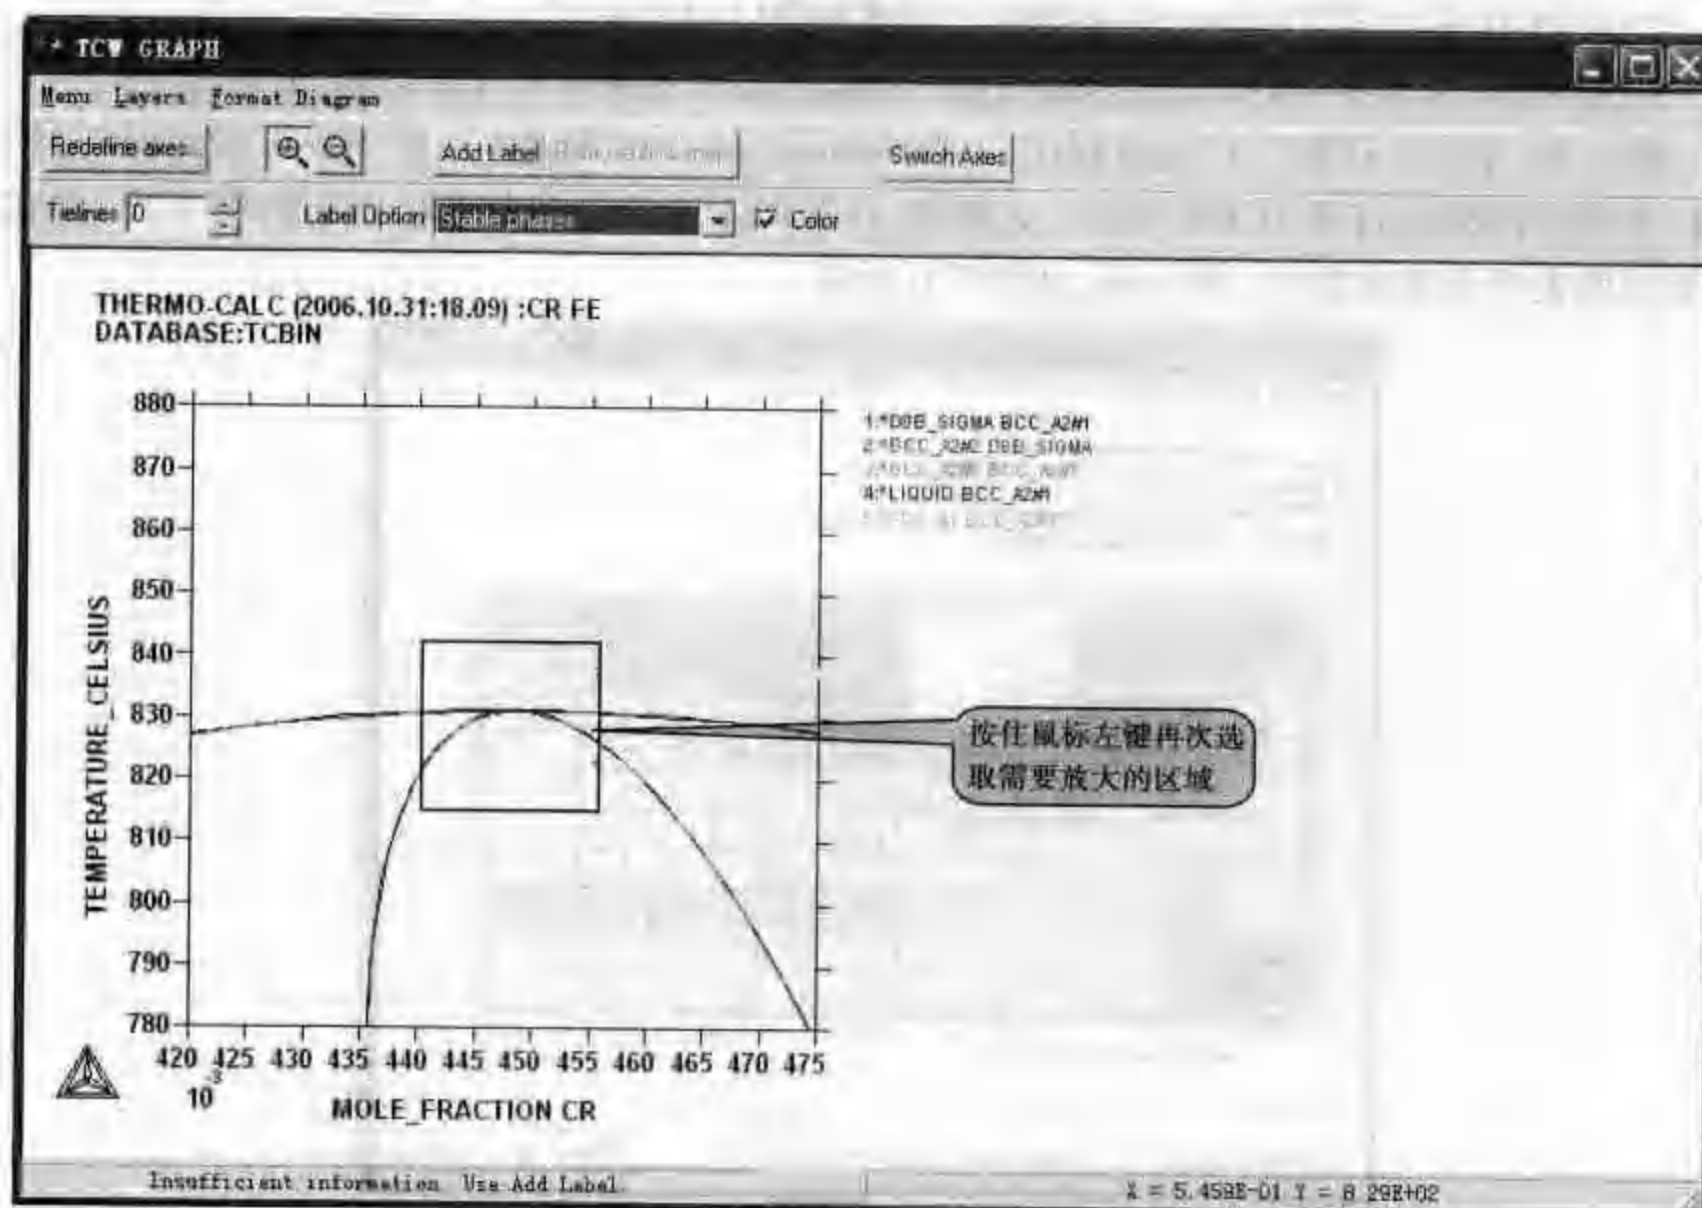 TCW GRAPH
Menu Layers Format Diagram
Redefine axes... Add Label Switch Axes
Tielines 0 Label Option Stable phases Color
THERMO-CALC (2006.10.31:18.09) :CR FE
DATABASE:TCBIN
880
870
860
850
840
830
820
810
800
790
780
TEMPERATURE_CELSIUS
1:*D8B_SIGMA BCC_A2#1
2:*BCC_A2#2 D8B_SIGMA
4:*LIQUID BCC_A2#1
按住鼠标左键再次选
取需要放大的区域
420 425 430 435 440 445 450 455 460 465 470 475
10-3
MOLE_FRACTION CR
Insufficient information. Use Add Label.
X = 5.459E-01 Y = 8.29E+02